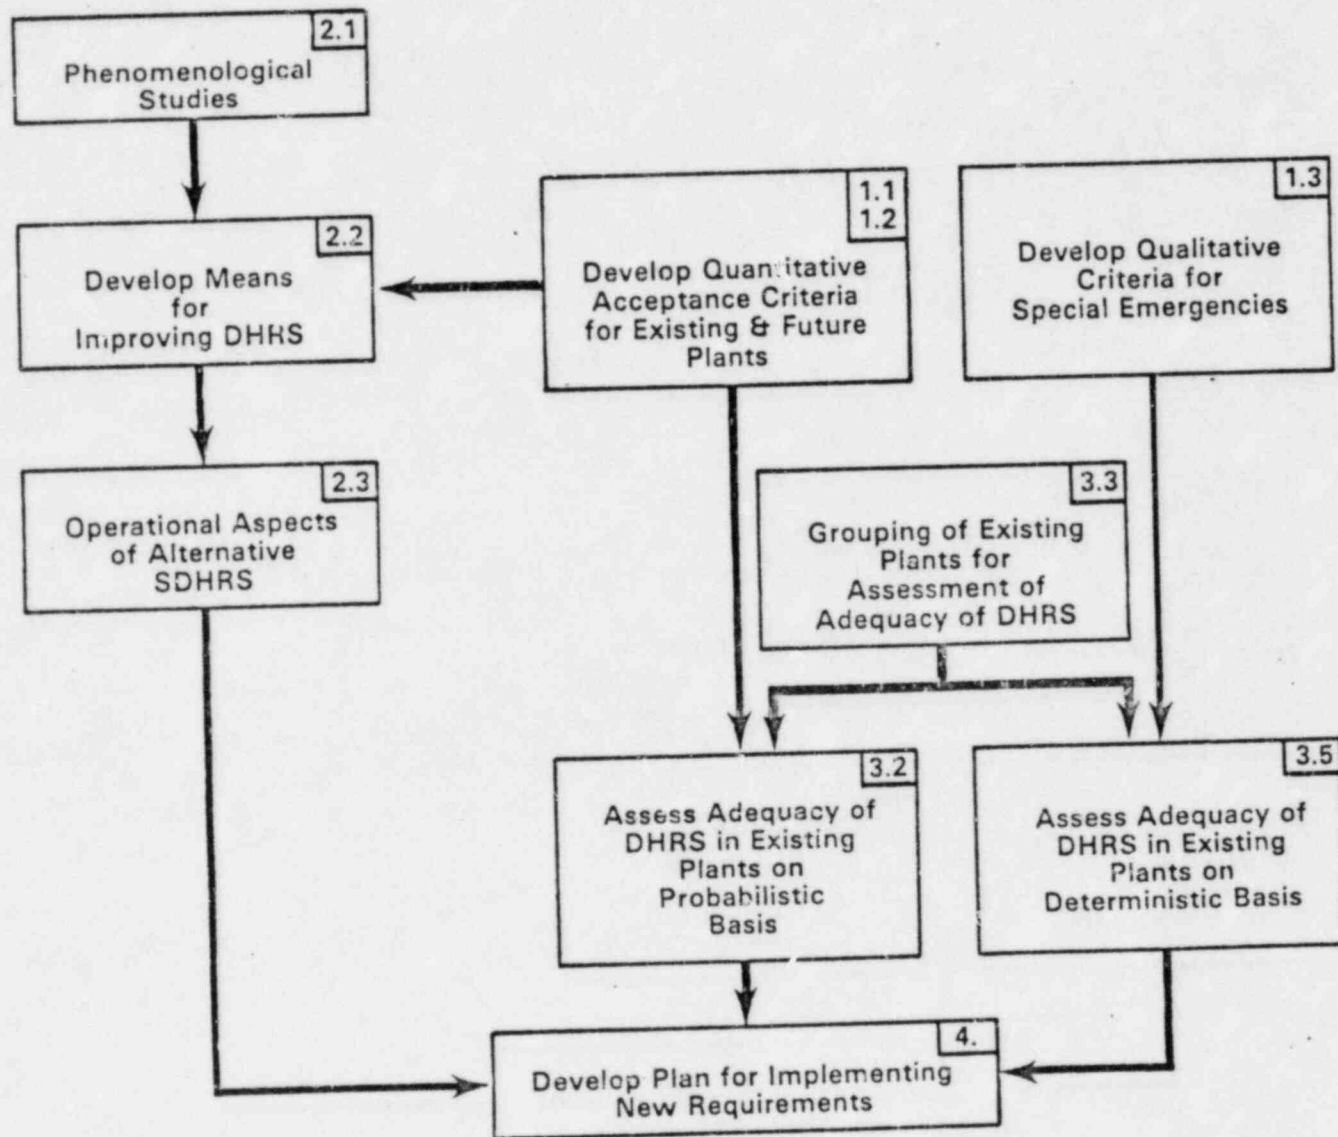 2.1
Phenomenological
Studies
2.2
Develop Means
for
Improving DHRS
2.3
Operational Aspects
of Alternative
SDHRS
1.1
1.2
Develop Quantitative
Acceptance Criteria
for Existing & Future
Plants
1.3
Develop Qualitative
Criteria for
Special Emergencies
3.3
Grouping of Existing
Plants for
Assessment of
Adequacy of DHRS
3.2
Assess Adequacy of
DHRS in Existing
Plants on
Probabilistic
Basis
3.5
Assess Adequacy of
DHRS in Existing
Plants on
Deterministic Basis
4.
Develop Plan for Implementing
New Requirements